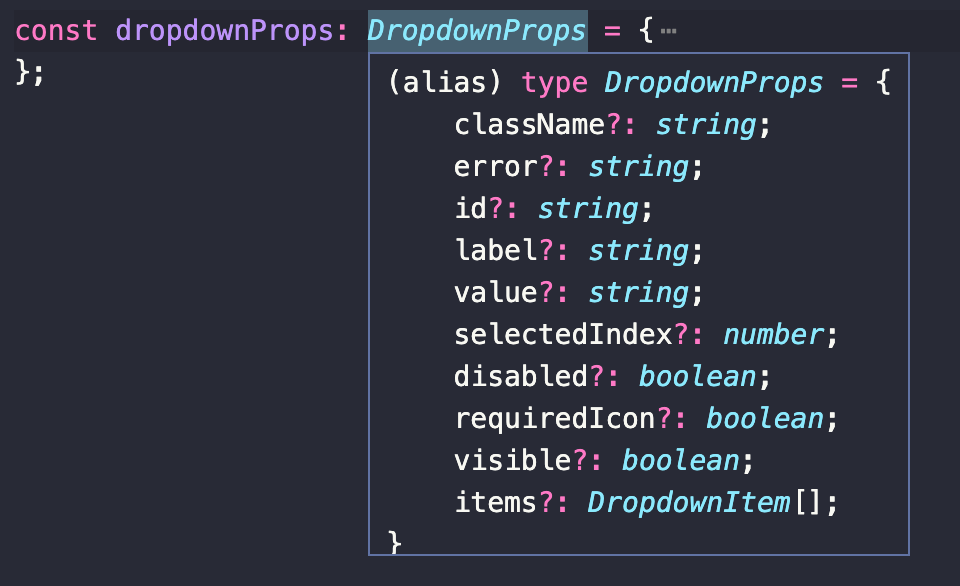 const dropdownProps: DropdownProps = {…
};
(alias) type DropdownProps = {
    className?: string;
    error?: string;
    id?: string;
    label?: string;
    value?: string;
    selectedIndex?: number;
    disabled?: boolean;
    requiredIcon?: boolean;
    visible?: boolean;
    items?: DropdownItem[];
}